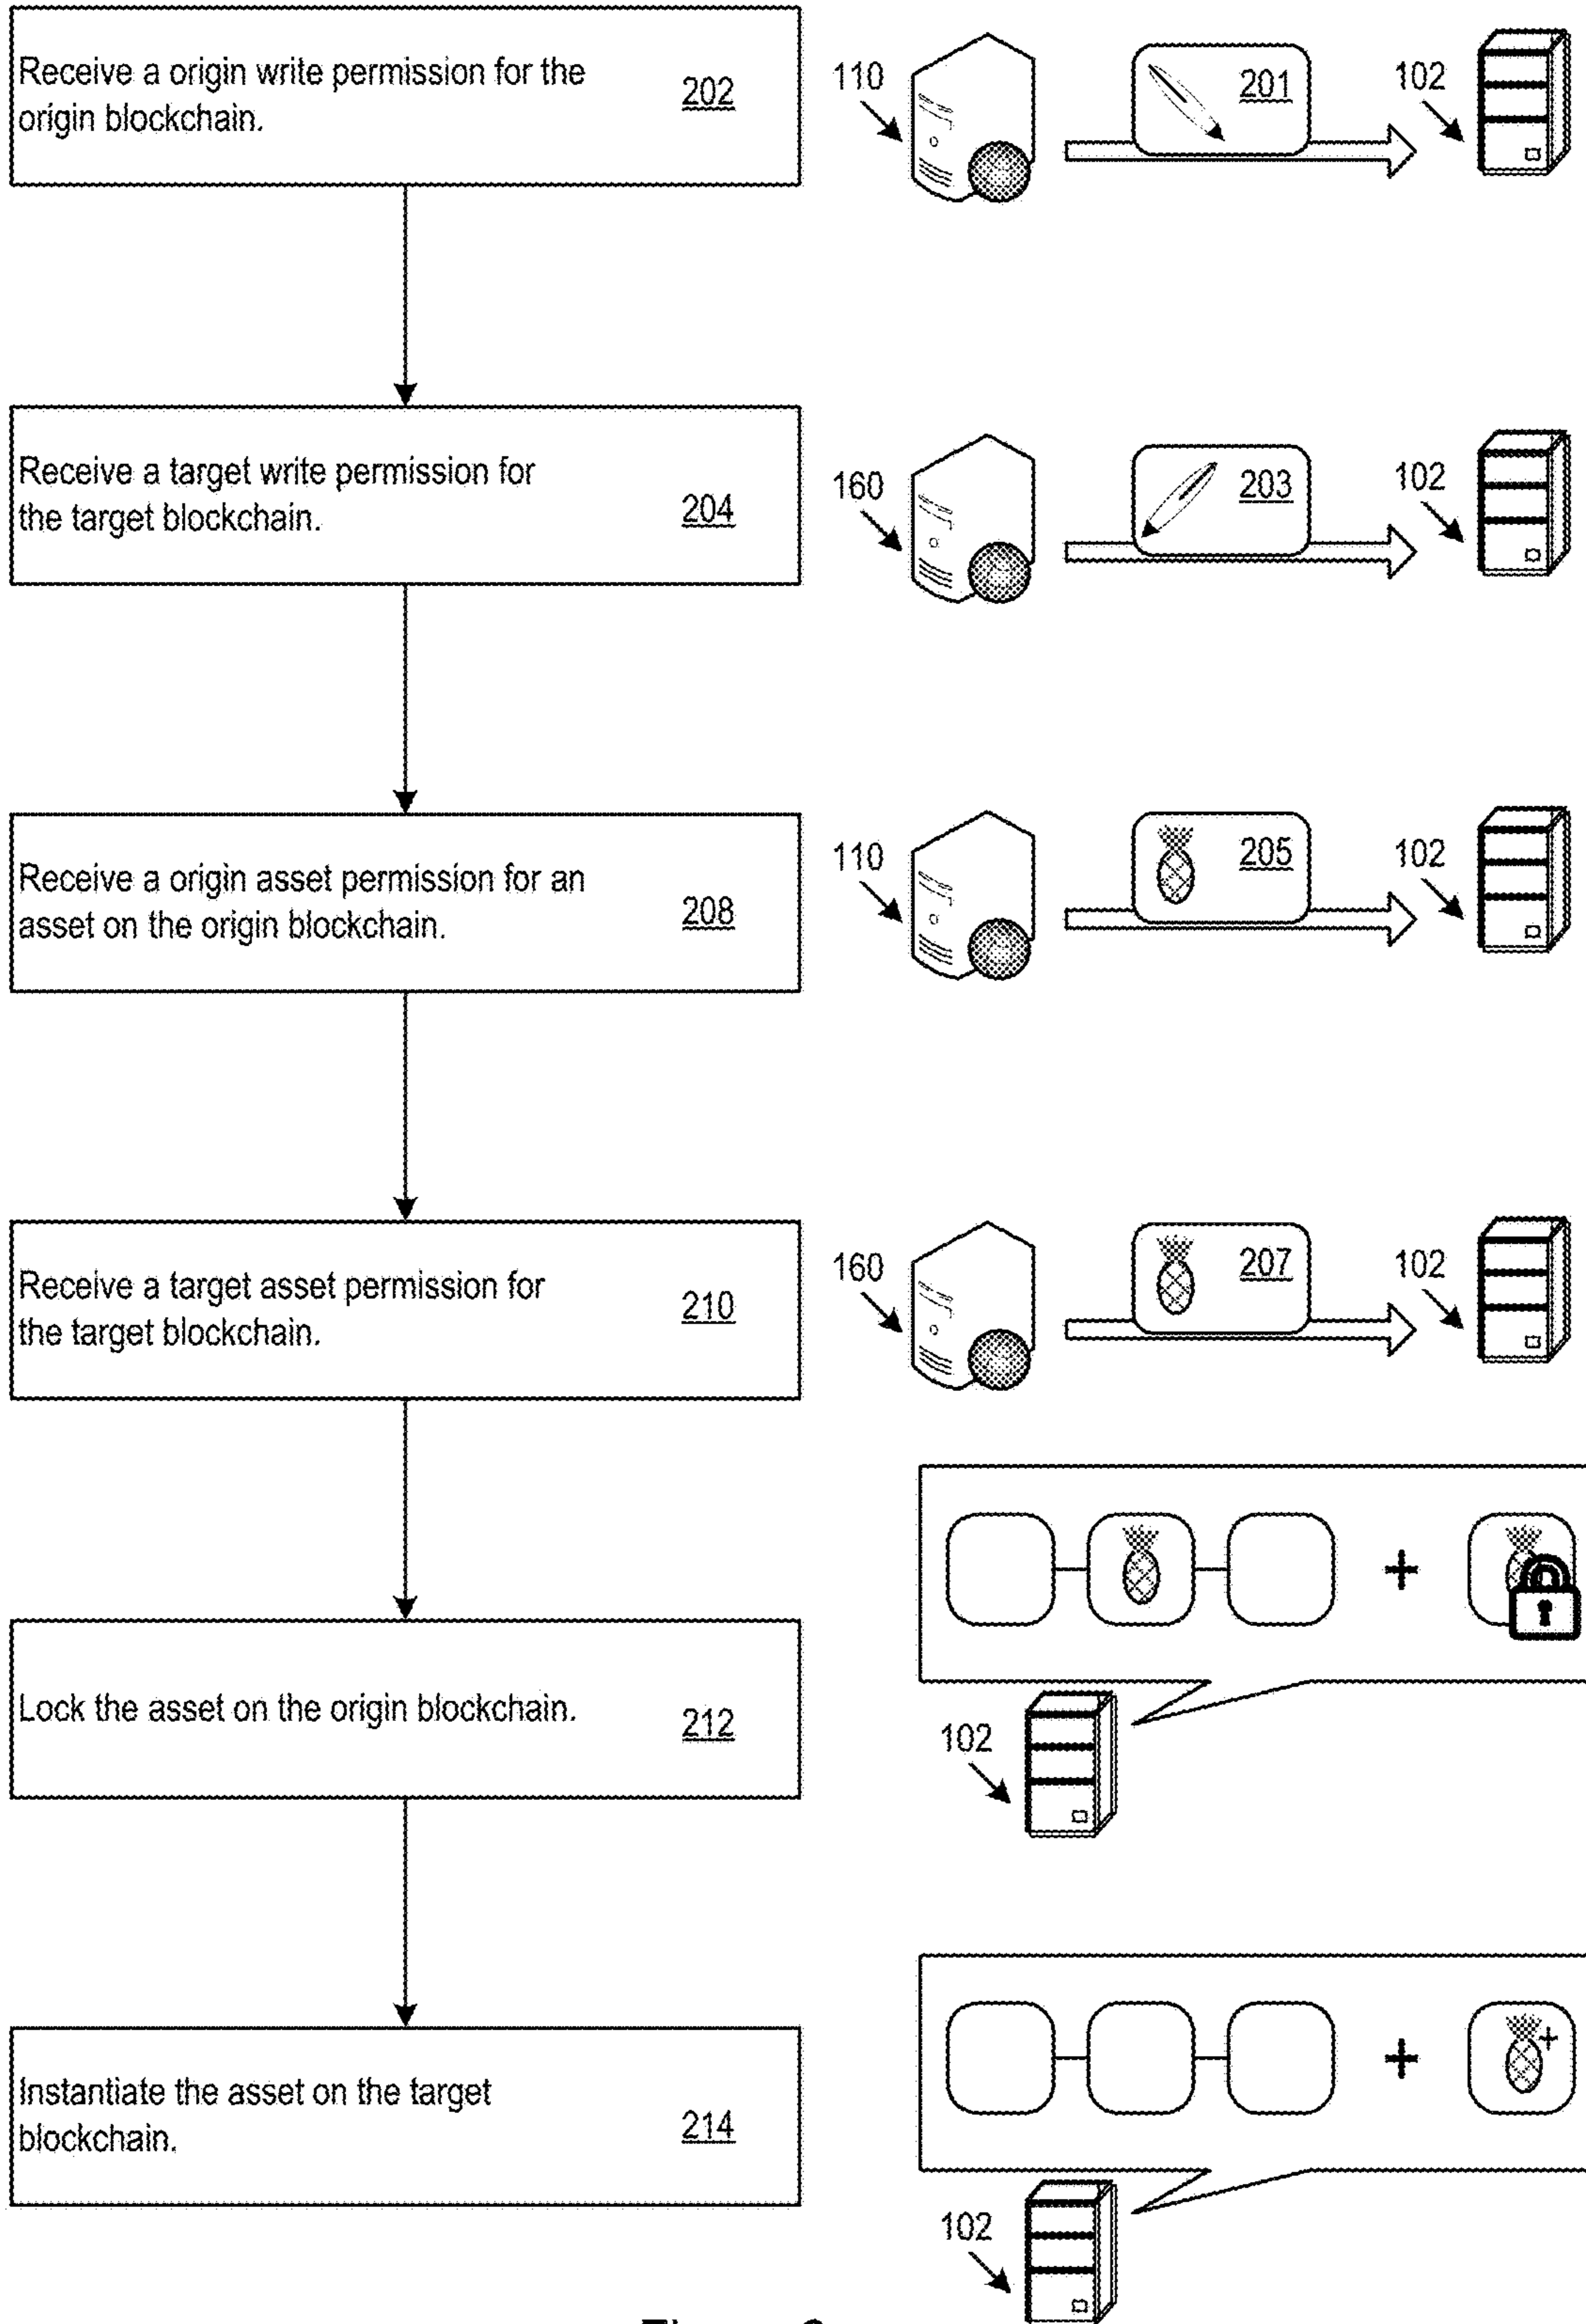 Receive a origin write permission for the
origin blockchain.
202
110
201
102
Receive a target write permission for
the target blockchain.
204
160
203
102
Receive a origin asset permission for an
asset on the origin blockchain.
208
110
205
102
Receive a target asset permission for
the target blockchain.
210
160
207
102
Lock the asset on the origin blockchain.
212
102
Instantiate the asset on the target
blockchain.
214
102